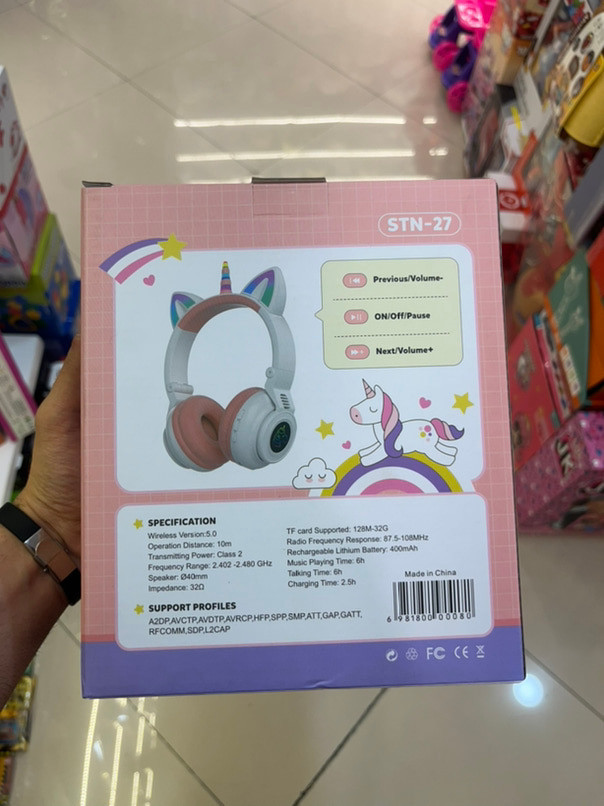 STN-27
Previous/Volume-
ON/Off/Pause
Next/Volume+
SPECIFICATION
Wireless Version:5.0
Operation Distance: 10m
Transmitting Power: Class 2
Frequency Range: 2.402 -2.480 GHz
Speaker: Ø40mm
Impedance: 32Ω
TF card Supported: 128M-32G
Radio Frequency Response: 87.5-108MHz
Rechargeable Lithium Battery: 400mAh
Music Playing Time: 6h
Talking Time: 6h
Charging Time: 2.5h
SUPPORT PROFILES
A2DP,AVCTP,AVDTP,AVRCP,HFP,SPP,SMP,ATT,GAP,GATT,
RFCOMM,SDP,L2CAP
Made in China
6 981800 00080
FC CE